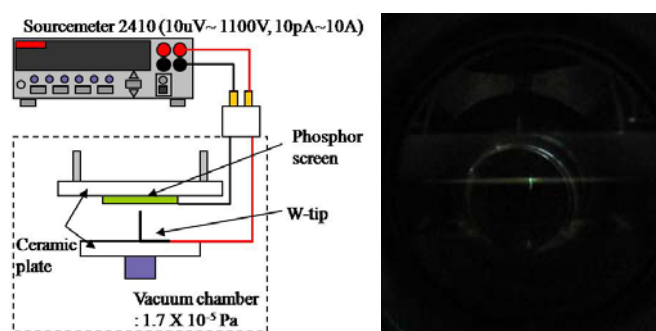 Sourcemeter 2410 (10uV~ 1100V, 10pA~10A)
Phosphor
screen
W-tip
Ceramic
plate
Vacuum chamber
: 1.7 X 10⁻⁵ Pa